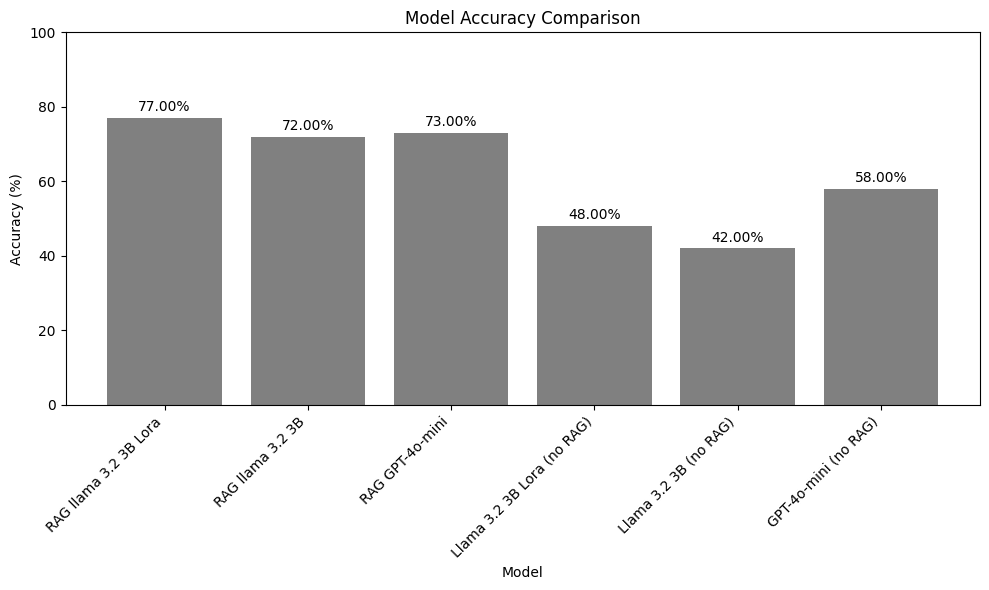 Model Accuracy Comparison
100
80
60
40
20
0
Accuracy (%)
77.00%
72.00%
73.00%
48.00%
42.00%
58.00%
RAG llama 3.2 3B Lora
RAG llama 3.2 3B
RAG GPT-4o-mini
Llama 3.2 3B Lora (no RAG)
Llama 3.2 3B (no RAG)
GPT-4o-mini (no RAG)
Model